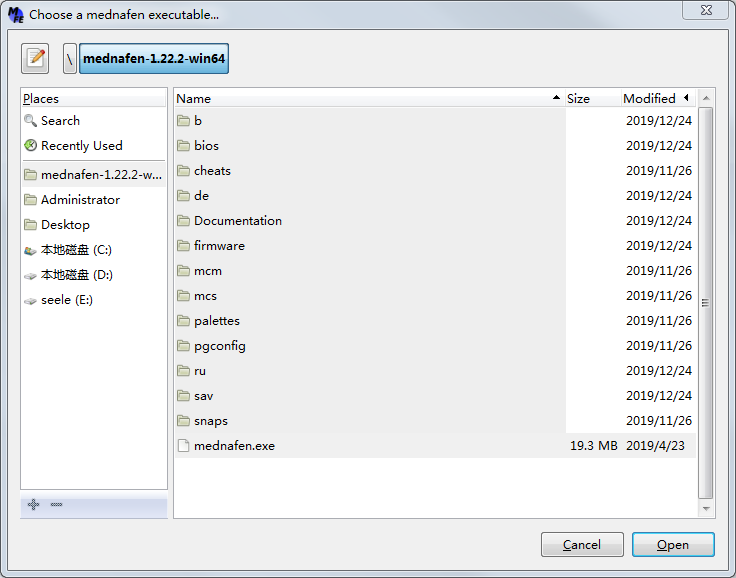 Choose a mednafen executable...
\ mednafen-1.22.2-win64
Places
Name Size Modified
Search
Recently Used
mednafen-1.22.2-w...
Administrator
Desktop
本地磁盘 (C:)
本地磁盘 (D:)
seele (E:)
b 2019/12/24
bios 2019/12/24
cheats 2019/11/26
de 2019/12/24
Documentation 2019/12/24
firmware 2019/12/24
mcm 2019/11/26
mcs 2019/11/26
palettes 2019/11/26
pgconfig 2019/11/26
ru 2019/12/24
sav 2019/12/24
snaps 2019/11/26
mednafen.exe 19.3 MB 2019/4/23
Cancel Open